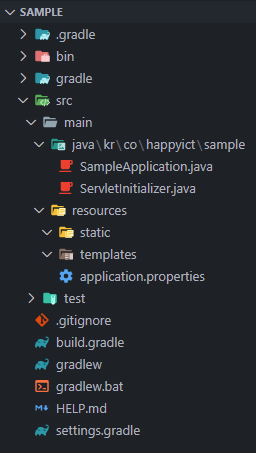 SAMPLE
.gradle
bin
gradle
src
main
java\kr\co\happyict\sample
SampleApplication.java
ServletInitializer.java
resources
static
templates
application.properties
test
.gitignore
build.gradle
gradlew
gradlew.bat
HELP.md
settings.gradle